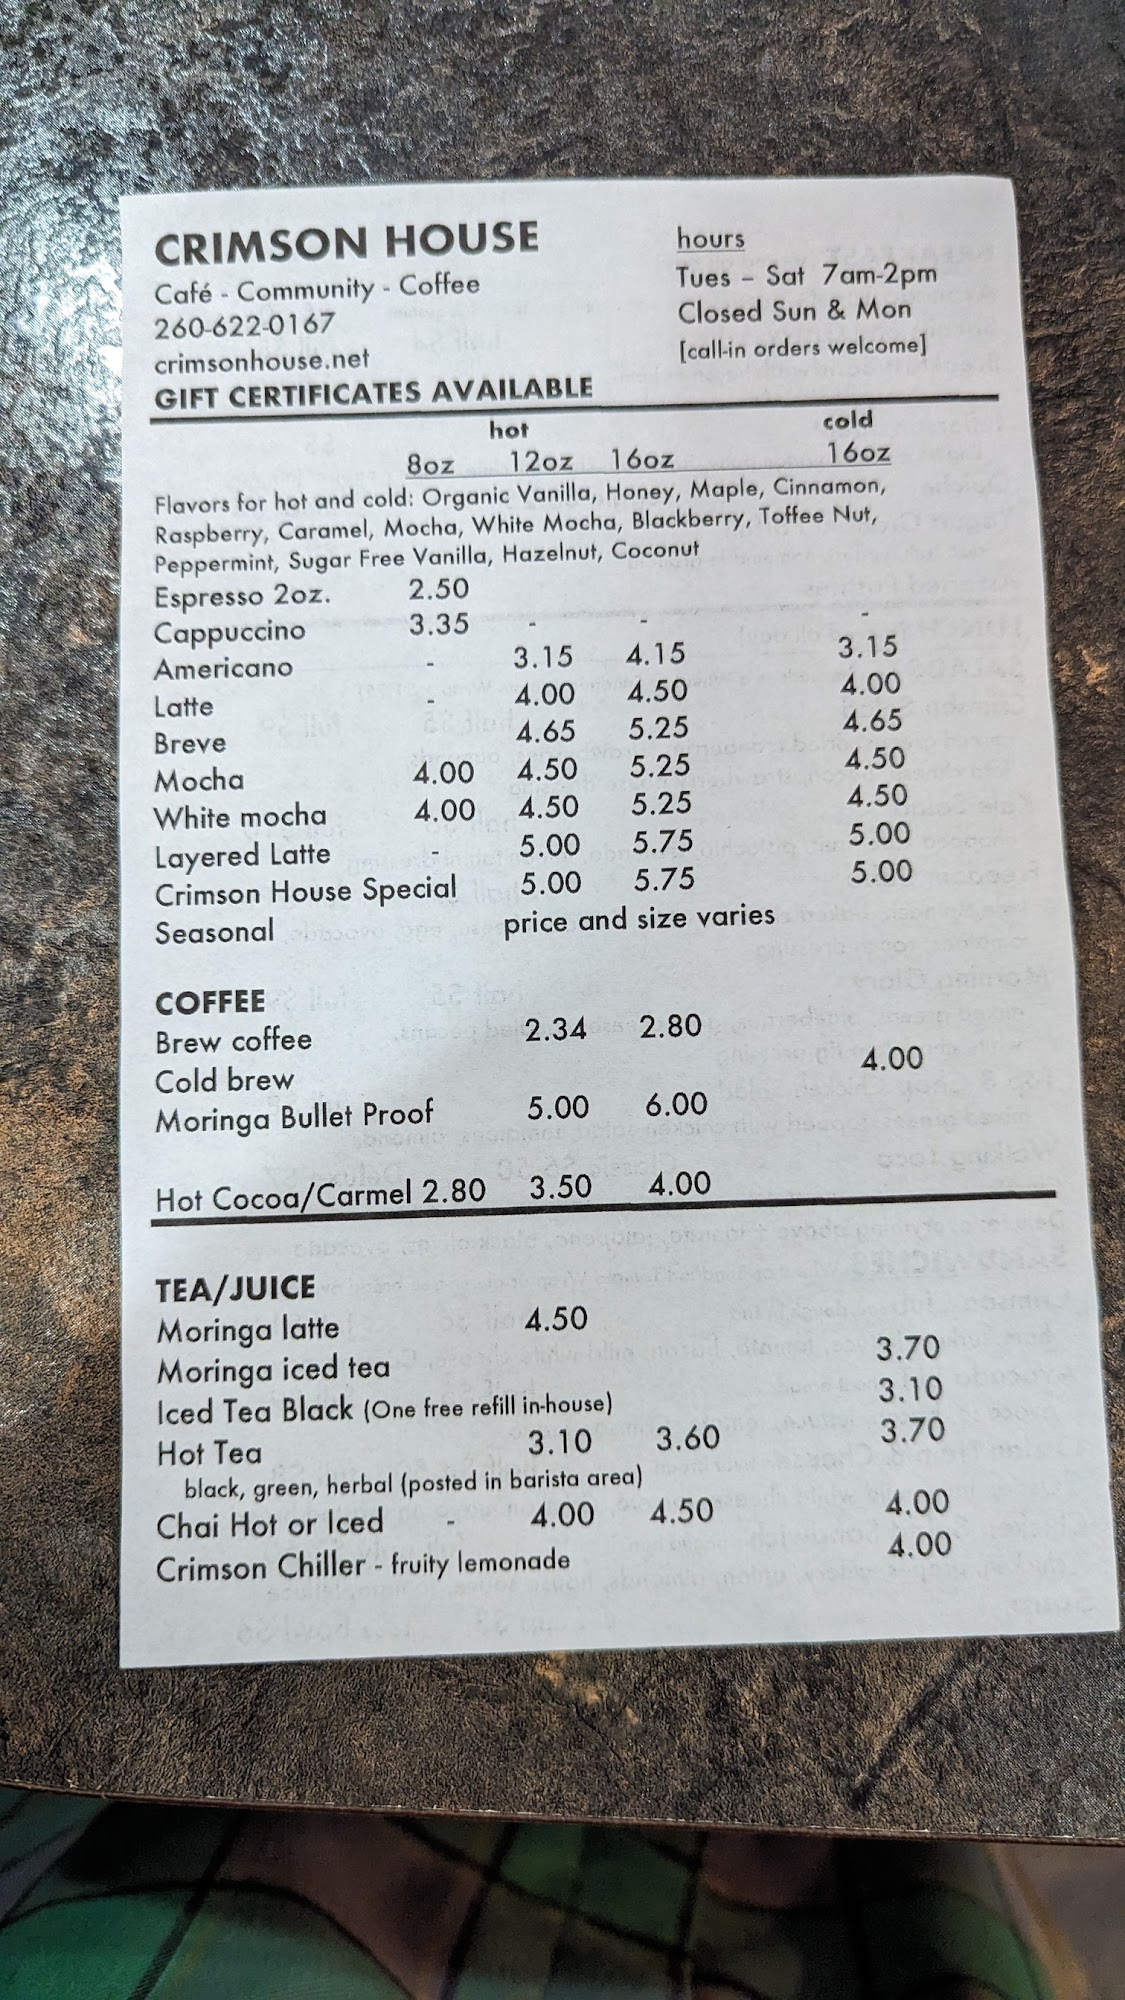 CRIMSON HOUSE
Café - Community - Coffee
260-622-0167
crimsonhouse.net
GIFT CERTIFICATES AVAILABLE
hours
Tues - Sat 7am-2pm
Closed Sun & Mon
[call-in orders welcome]
hot cold
8oz 12oz 16oz 16oz
Flavors for hot and cold: Organic Vanilla, Honey, Maple, Cinnamon,
Raspberry, Caramel, Mocha, White Mocha, Blackberry, Toffee Nut,
Peppermint, Sugar Free Vanilla, Hazelnut, Coconut
Espresso 2oz. 2.50
Cappuccino 3.35 - - -
Americano - 3.15 4.15 3.15
Latte - 4.00 4.50 4.00
Breve 4.65 5.25 4.65
Mocha 4.00 4.50 5.25 4.50
White mocha 4.00 4.50 5.25 4.50
Layered Latte - 5.00 5.75 5.00
Crimson House Special 5.00 5.75 5.00
Seasonal price and size varies
COFFEE
Brew coffee 2.34 2.80
Cold brew 4.00
Moringa Bullet Proof 5.00 6.00
Hot Cocoa/Carmel 2.80 3.50 4.00
TEA/JUICE
Moringa latte 4.50
Moringa iced tea 3.70
Iced Tea Black (One free refill in-house) 3.10
Hot Tea 3.10 3.60 3.70
black, green, herbal (posted in barista area)
Chai Hot or Iced - 4.00 4.50 4.00
Crimson Chiller - fruity lemonade 4.00